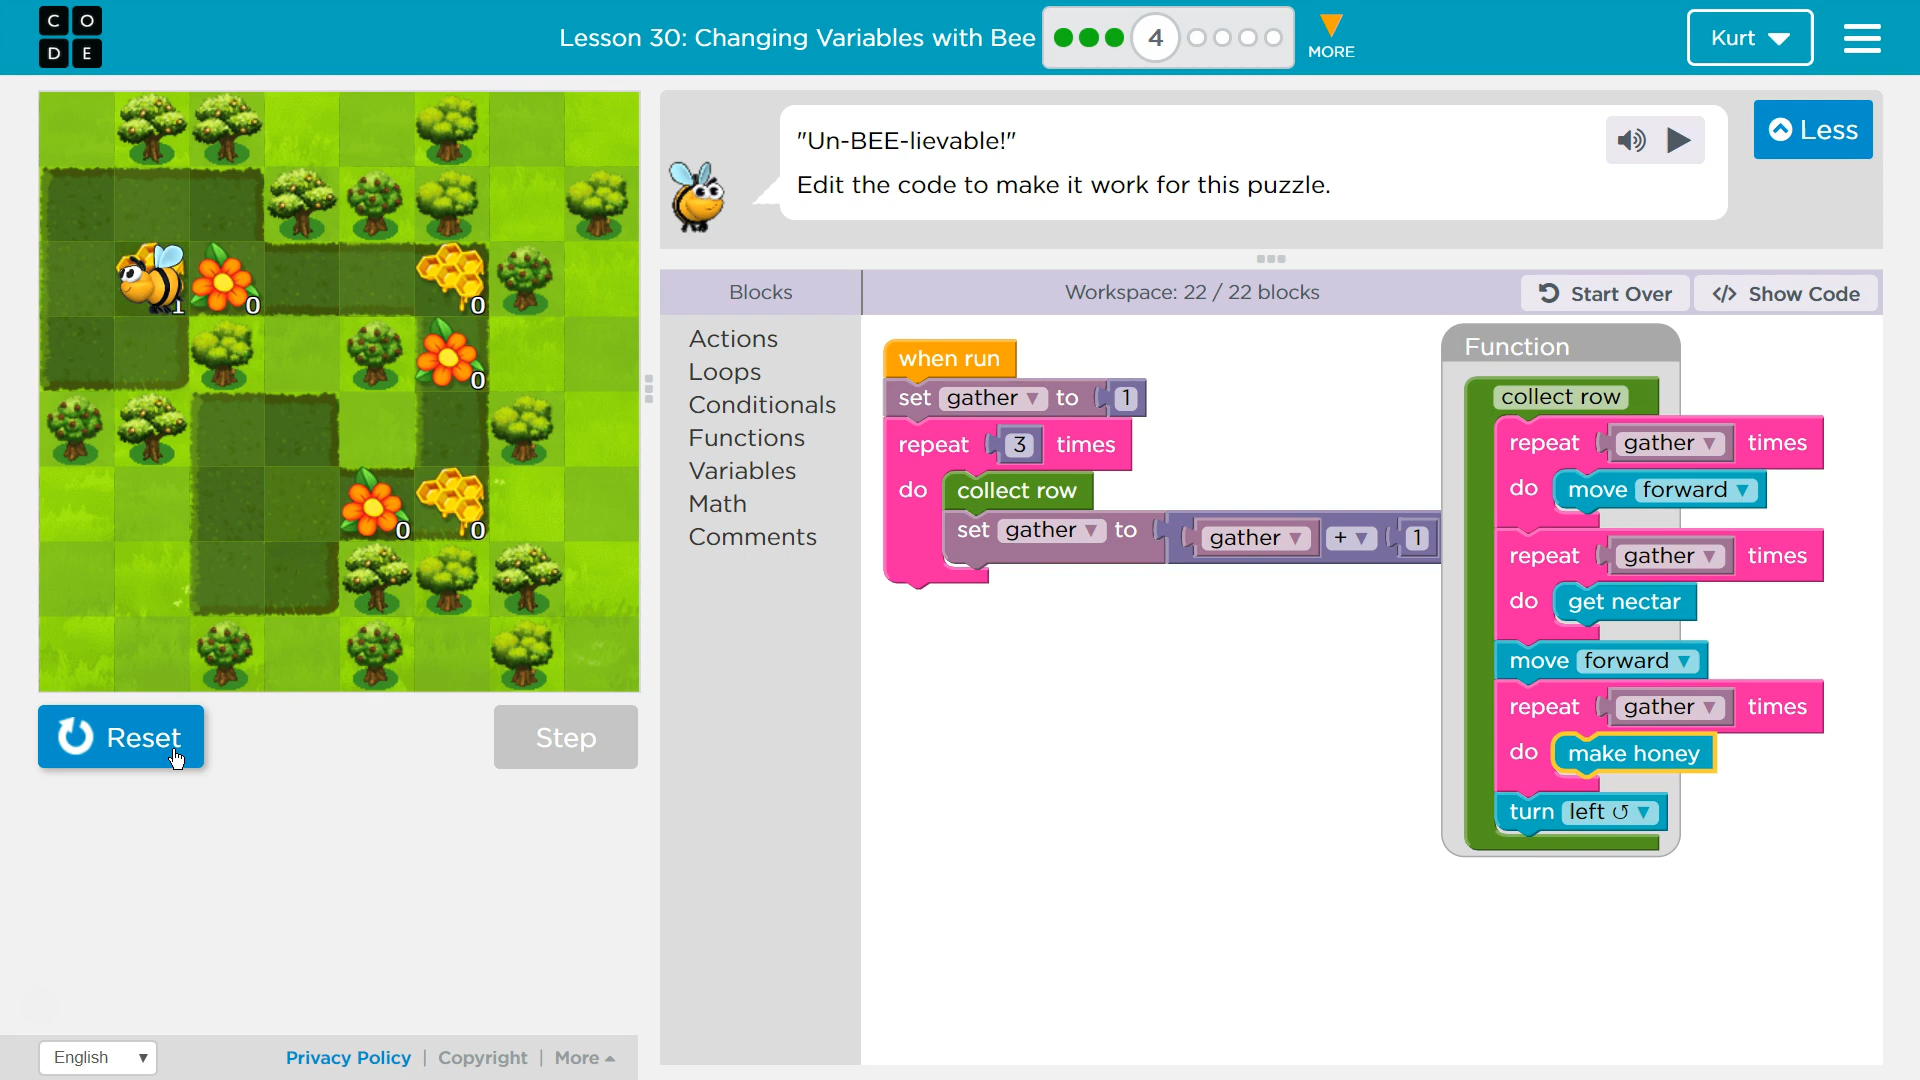 C O
D E
Lesson 30: Changing Variables with Bee
4
MORE
Kurt
"Un-BEE-lievable!"
Edit the code to make it work for this puzzle.
Less
1
0
0
0
0
0
Reset
Step
Blocks
Workspace: 22 / 22 blocks
Start Over
</> Show Code
Actions
Loops
Conditionals
Functions
Variables
Math
Comments
when run
set gather ▼ to 1
repeat 3 times
do collect row
set gather ▼ to gather ▼ + ▼ 1
Function
collect row
repeat gather ▼ times
do move forward ▼
repeat gather ▼ times
do get nectar
move forward ▼
repeat gather ▼ times
do make honey
turn left ↺ ▼
English ▼
Privacy Policy | Copyright | More